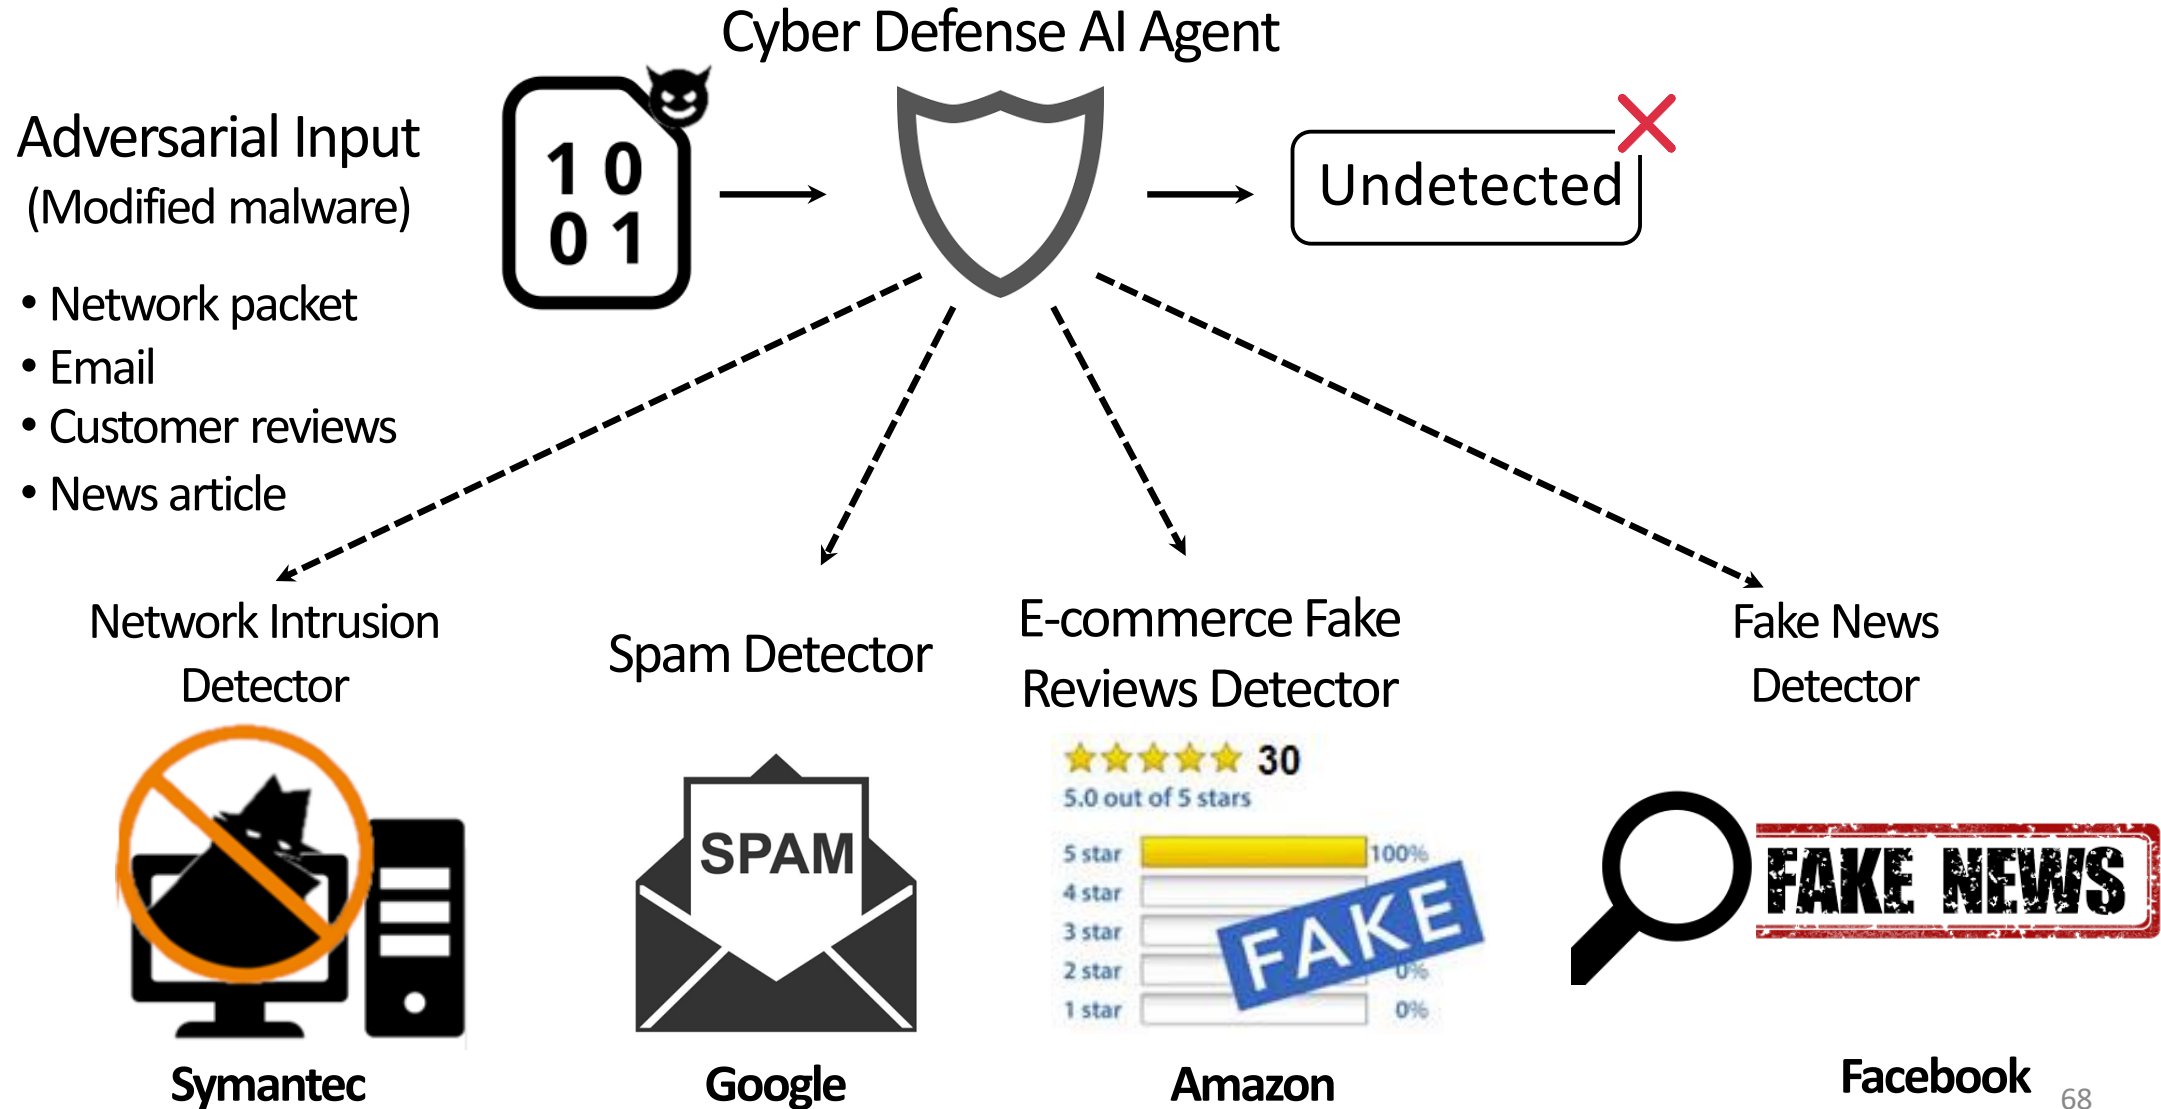 Cyber Defense AI Agent
Adversarial Input
(Modified malware)
1 0
0 1
Undetected
• Network packet
• Email
• Customer reviews
• News article
Network Intrusion
Detector
Spam Detector
E-commerce Fake
Reviews Detector
Fake News
Detector
SPAM
30
5.0 out of 5 stars
5 star 100%
4 star
3 star
2 star 0%
1 star 0%
FAKE
FAKE NEWS
Symantec
Google
Amazon
Facebook
68